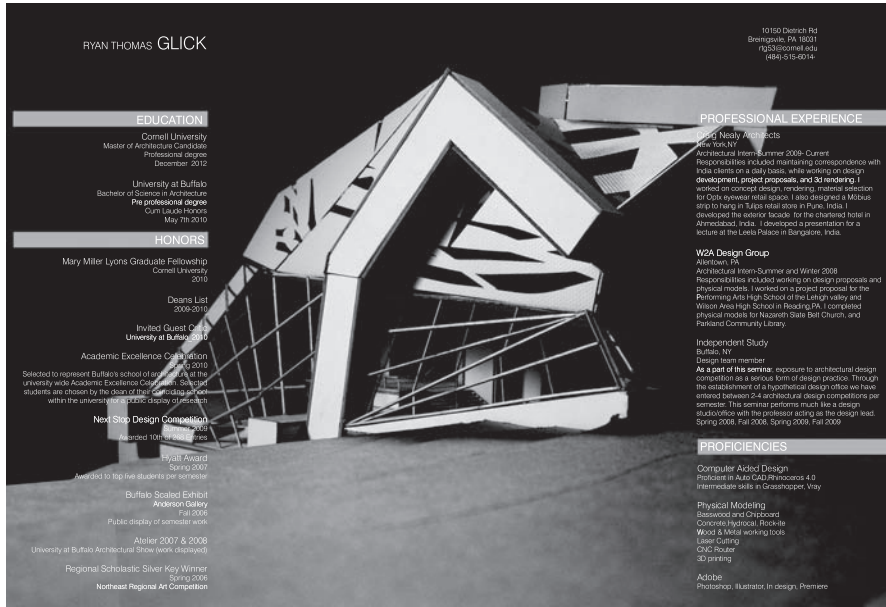 RYAN THOMAS GLICK
EDUCATION
Cornell University
Master of Architecture Candidate
Professional degree
December 2012
University at Buffalo
Bachelor of Science in Architecture
Pre professional degree
Cum Laude Honors
May 7th 2010
HONORS
Mary Miller Lyons Graduate Fellowship
Cornell University
2010
Deans List
2009-2010
Invited Guest Critic
University at Buffalo 2010
Academic Excellence Celebration
Spring 2010
Selected to represent Buffalo's school of architecture at the
university wide Academic Excellence Celebration. Selected
students are chosen by the dean of their coinciding school
within the university for a public display of research
Next Stop Design Competition
Summer 2009
Awarded 10th of Entries
Hyatt Award
Spring 2007
Awarded to top five students per semester
Buffalo Scaled Exhibit
Anderson Gallery
Fall 2006
Public display of semester work
Atelier 2007 & 2008
University at Buffalo Architectural Show (work displayed)
Regional Scholastic Silver Key Winner
Spring 2006
Northeast Regional Art Competition
10150 Dietrich Rd
Breinigsvile, PA 18031
rtg53@cornell.edu
(484)-515-6014-
PROFESSIONAL EXPERIENCE
Craig Nealy Architects
New York,NY
Architectural Intern-Summer 2009- Current
Responsibilities included maintaining correspondence with
India clients on a daily basis, while working on design
development, project proposals, and 3d rendering. I
worked on concept design, rendering, material selection
for Optx eyewear retail space. I also designed a Möbius
strip to hang in Tulips retail store in Pune, India. I
developed the exterior facade for the chartered hotel in
Ahmedabad, India. I developed a presentation for a
lecture at the Leela Palace in Bangalore, India.
W2A Design Group
Allentown, PA
Architectural Intern-Summer and Winter 2008
Responsibilities included working on design proposals and
physical models. I worked on a project proposal for the
Performing Arts High School of the Lehigh valley and
Wilson Area High School in Reading,PA. I completed
physical models for Nazareth Slate Belt Church, and
Parkland Community Library.
Independent Study
Buffalo, NY
Design team member
As a part of this seminar, exposure to architectural design
competition as a serious form of design practice. Through
the establishment of a hypothetical design office we have
entered between 2-4 architectural design competitions per
semester. This seminar performs much like a design
studio/office with the professor acting as the design lead.
Spring 2008, Fall 2008, Spring 2009, Fall 2009
PROFICIENCIES
Computer Aided Design
Proficient in Auto CAD,Rhinoceros 4.0
Intermediate skills in Grasshopper, Vray
Physical Modeling
Basswood and Chipboard
Concrete,Hydrocal, Rock-ite
Wood & Metal working tools
Laser Cutting
CNC Router
3D printing
Adobe
Photoshop, Illustrator, In design, Premiere